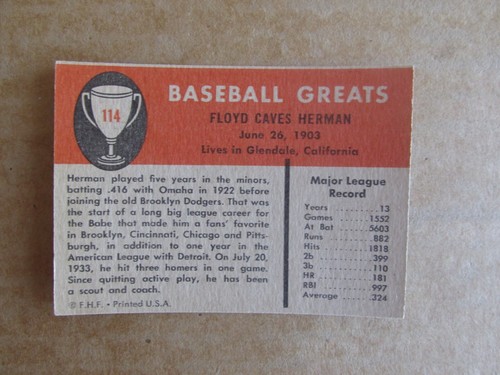 114
BASEBALL GREATS
FLOYD CAVES HERMAN
June 26, 1903
Lives in Glendale, California
Herman played five years in the minors,
batting .416 with Omaha in 1922 before
joining the old Brooklyn Dodgers. That was
the start of a long big league career for
the Babe that made him a fans' favorite
in Brooklyn, Cincinnati, Chicago and Pitts-
burgh, in addition to one year in the
American League with Detroit. On July 20,
1933, he hit three homers in one game.
Since quitting active play, he has been
a scout and coach.
© F.H.F. • Printed U.S.A.
Major League
Record
Years ........ 13
Games ........ 1552
At Bat ........ 5603
Runs ........ 882
Hits ........ 1818
2b ........ 399
3b ........ 110
HR ........ 181
RBI ........ 997
Average ........ .324